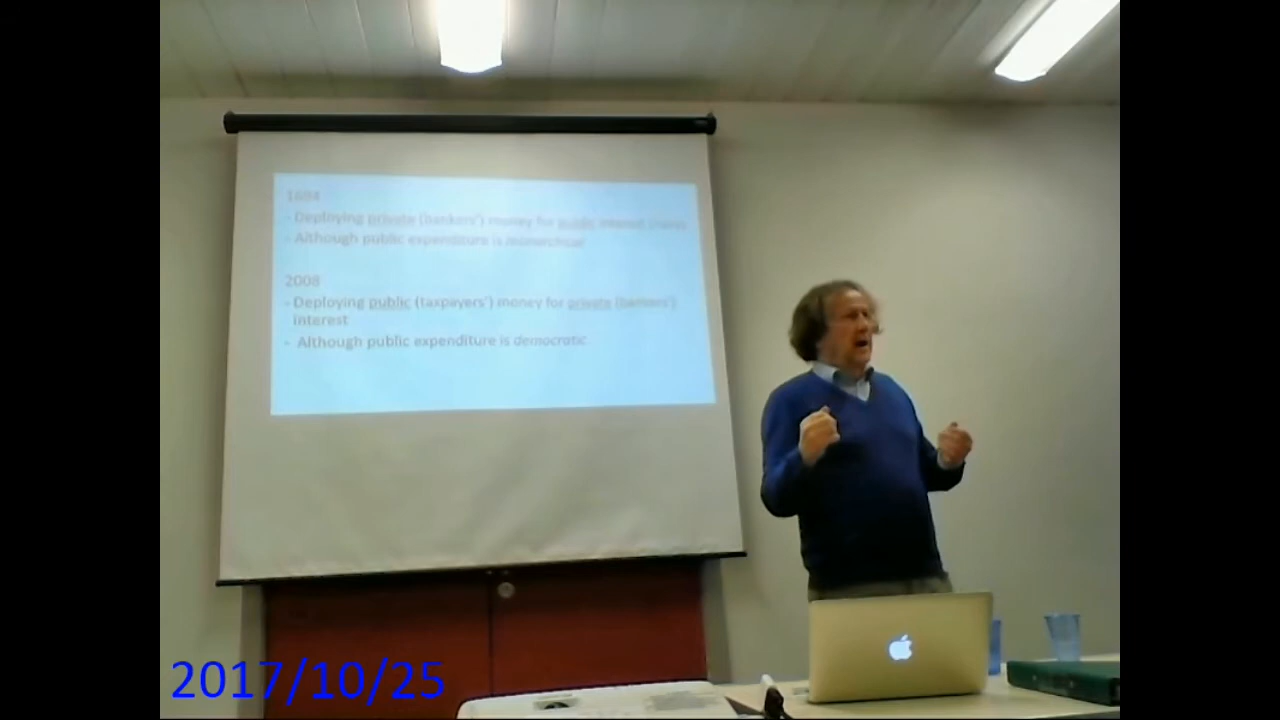 1694
- Deploying private (bankers') money for public interest
- Although public expenditure is monarchical
2008
- Deploying public (taxpayers') money for private (bankers')
interest
- Although public expenditure is democratic
2017/10/25